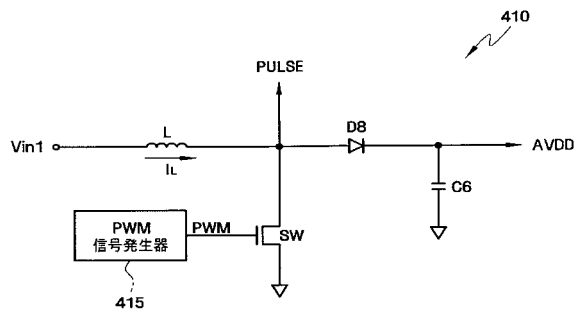 410
PULSE
Vin1
L
IL
D8
AVDD
C6
PWM
信号発生器
PWM
SW
415